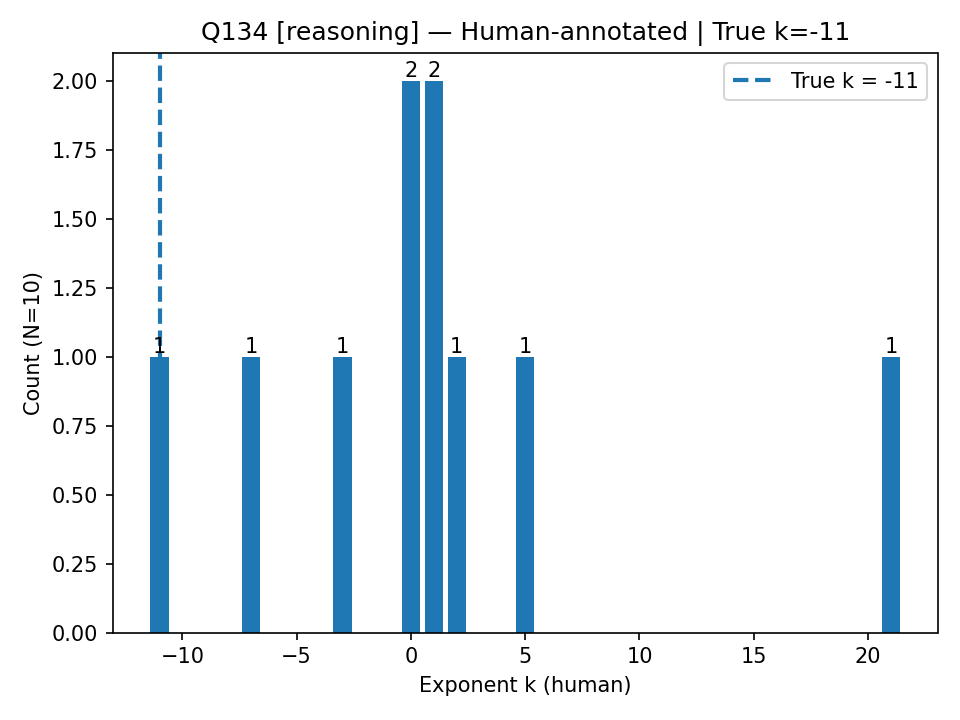 Q134 [reasoning] — Human-annotated | True k=-11
True k = -11
2 2
1 1 1 1 1 1
2.00
1.75
1.50
1.25
1.00
0.75
0.50
0.25
0.00
Count (N=10)
−10 −5 0 5 10 15 20
Exponent k (human)